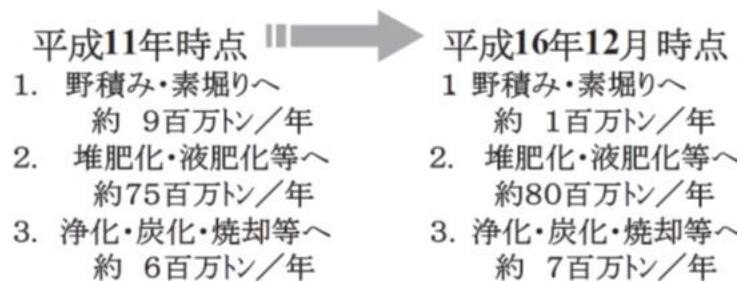 平成11年時点
1. 野積み・素堀りへ
約 9百万トン／年
2. 堆肥化・液肥化等へ
約75百万トン／年
3. 浄化・炭化・焼却等へ
約 6百万トン／年
平成16年12月時点
1 野積み・素堀りへ
約 1百万トン／年
2. 堆肥化・液肥化等へ
約80百万トン／年
3. 浄化・炭化・焼却等へ
約 7百万トン／年